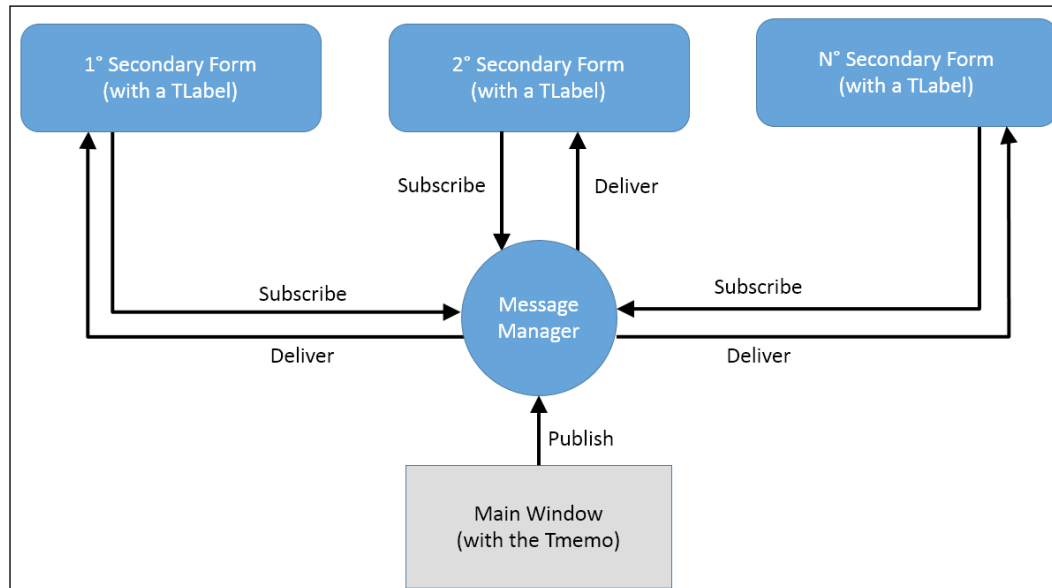 1° Secondary Form
(with a TLabel)
2° Secondary Form
(with a TLabel)
N° Secondary Form
(with a TLabel)
Subscribe
Deliver
Subscribe
Deliver
Message
Manager
Subscribe
Deliver
Publish
Main Window
(with the Tmemo)